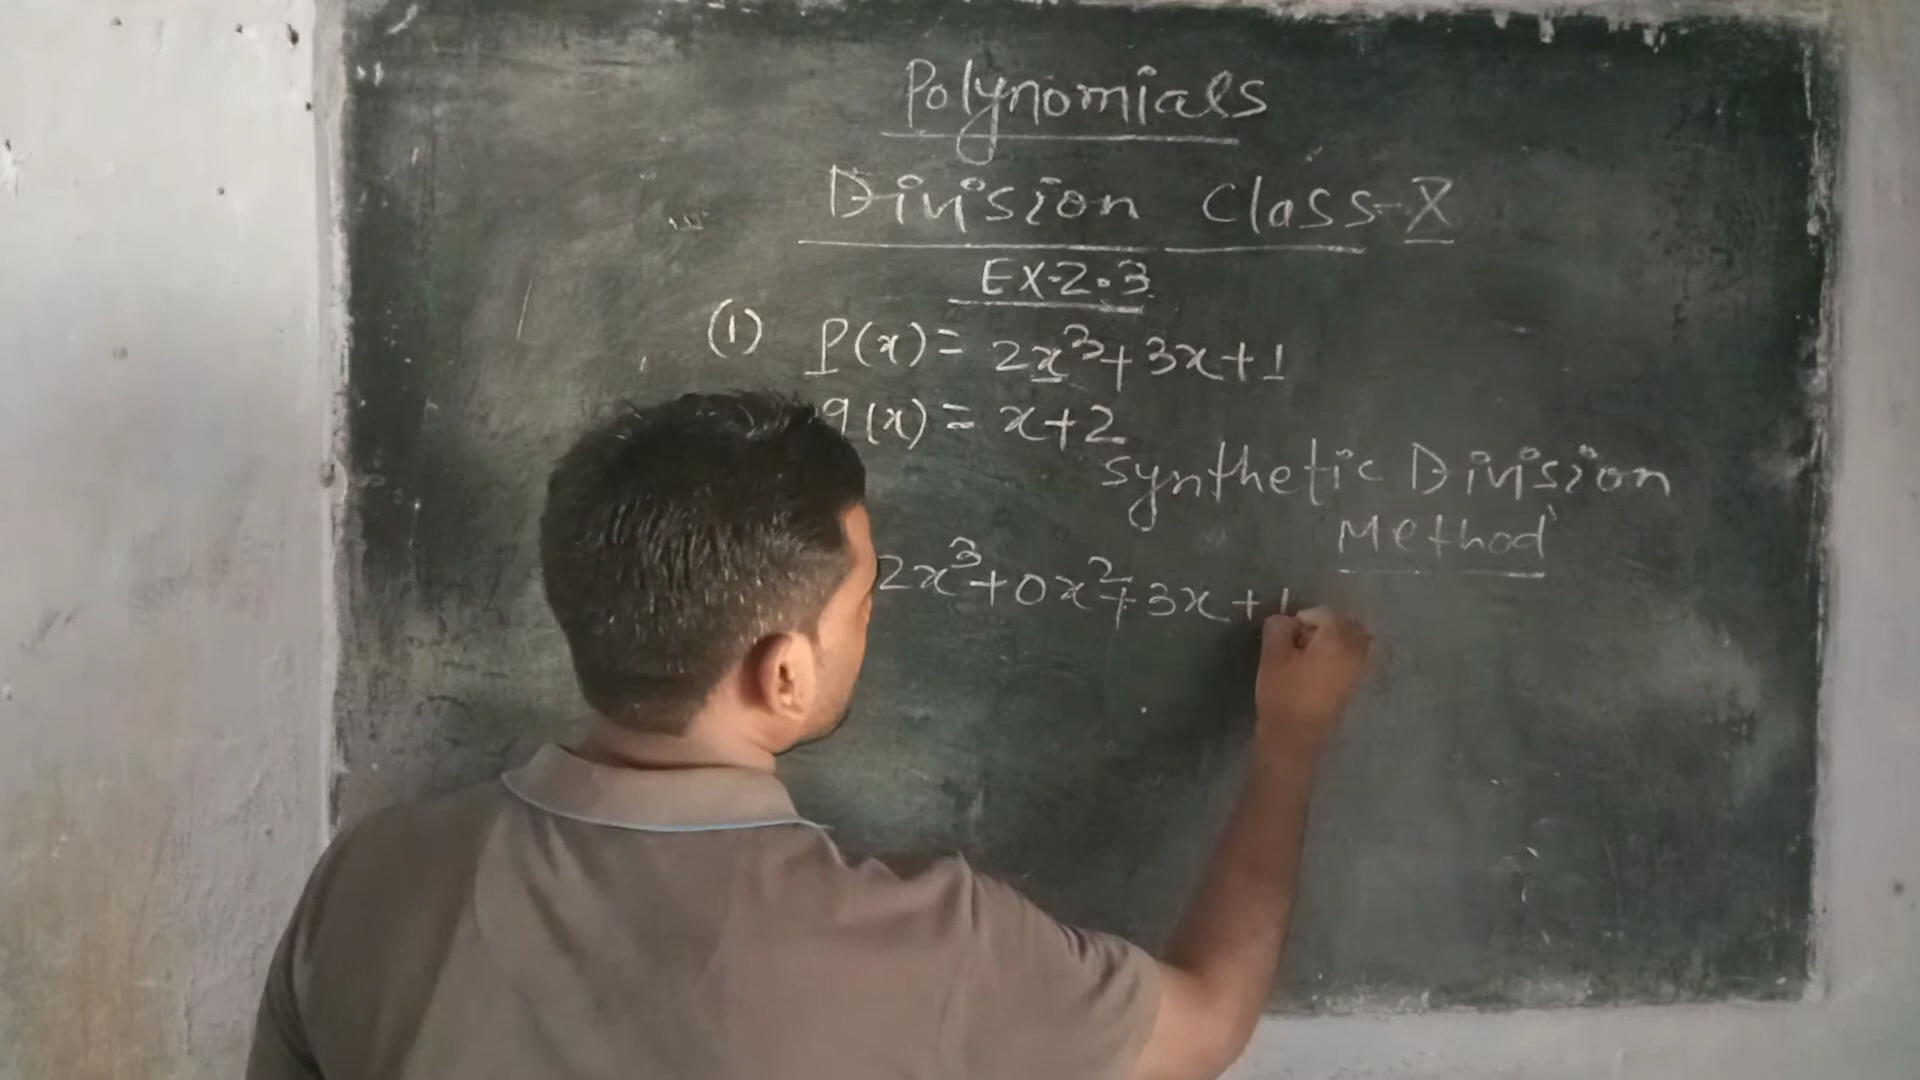 Polynomials
Division Class-X
EX-2.3
(1) P(x) = 2x³+3x+1
q(x) = x+2
Synthetic Division
Method
2x³+0x²+3x+1